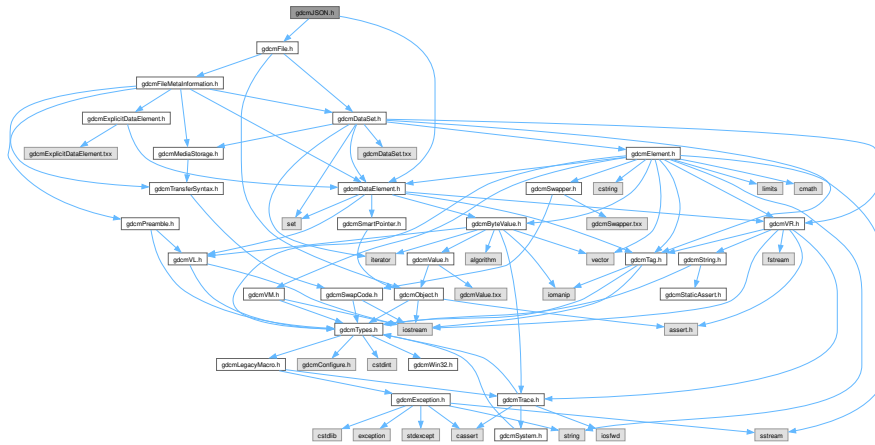 gdcmJSON.h
gdcmFile.h
gdcmFileMetaInformation.h
gdcmExplicitDataElement.h
gdcmDataSet.h
gdcmExplicitDataElement.txx
gdcmMediaStorage.h
gdcmDataSet.txx
gdcmElement.h
gdcmTransferSyntax.h
gdcmDataElement.h
gdcmSwapper.h
cstring
limits
cmath
gdcmPreamble.h
set
gdcmSmartPointer.h
gdcmByteValue.h
gdcmSwapper.txx
gdcmVR.h
gdcmVL.h
iterator
gdcmValue.h
algorithm
vector
gdcmTag.h
gdcmString.h
fstream
gdcmVM.h
gdcmSwapCode.h
gdcmObject.h
gdcmValue.txx
iomanip
gdcmStaticAssert.h
gdcmTypes.h
iostream
assert.h
gdcmLegacyMacro.h
gdcmConfigure.h
cstdint
gdcmWin32.h
gdcmException.h
gdcmTrace.h
cstdlib
exception
stdexcept
cassert
gdcmSystem.h
string
iosfwd
sstream